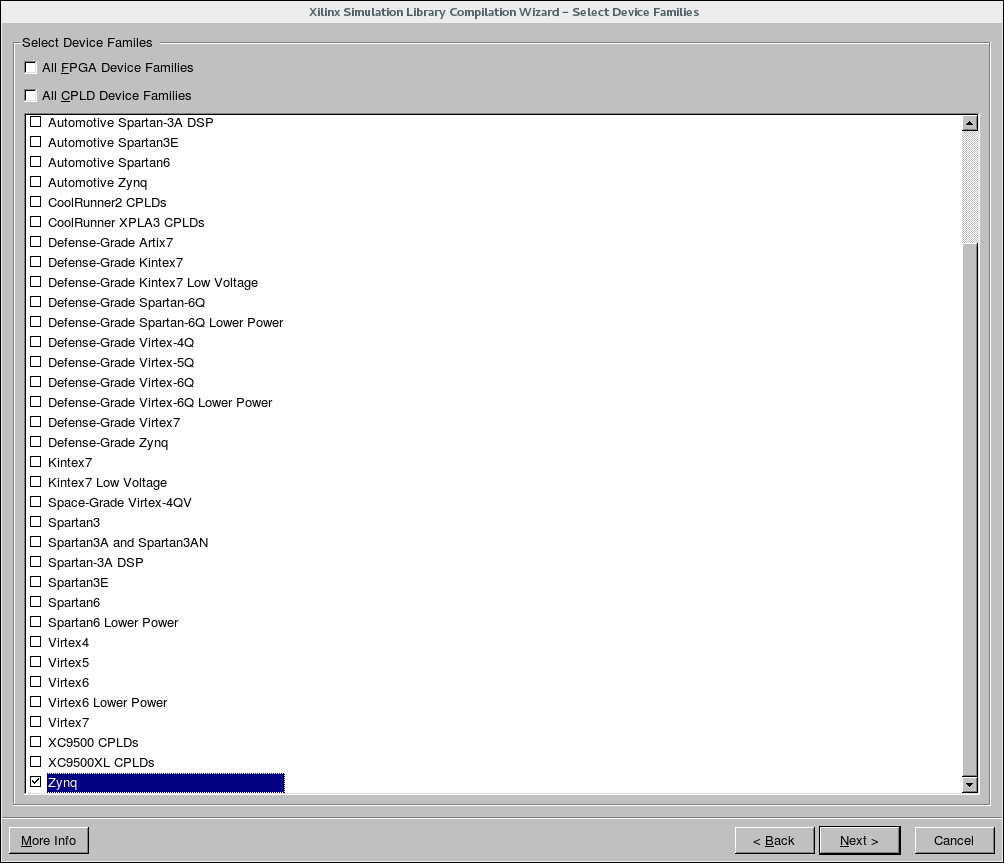 Xilinx Simulation Library Compilation Wizard – Select Device Families
Select Device Familes
All FPGA Device Families
All CPLD Device Families
Automotive Spartan-3A DSP
Automotive Spartan3E
Automotive Spartan6
Automotive Zynq
CoolRunner2 CPLDs
CoolRunner XPLA3 CPLDs
Defense-Grade Artix7
Defense-Grade Kintex7
Defense-Grade Kintex7 Low Voltage
Defense-Grade Spartan-6Q
Defense-Grade Spartan-6Q Lower Power
Defense-Grade Virtex-4Q
Defense-Grade Virtex-5Q
Defense-Grade Virtex-6Q
Defense-Grade Virtex-6Q Lower Power
Defense-Grade Virtex7
Defense-Grade Zynq
Kintex7
Kintex7 Low Voltage
Space-Grade Virtex-4QV
Spartan3
Spartan3A and Spartan3AN
Spartan-3A DSP
Spartan3E
Spartan6
Spartan6 Lower Power
Virtex4
Virtex5
Virtex6
Virtex6 Lower Power
Virtex7
XC9500 CPLDs
XC9500XL CPLDs
Zynq
More Info < Back Next > Cancel